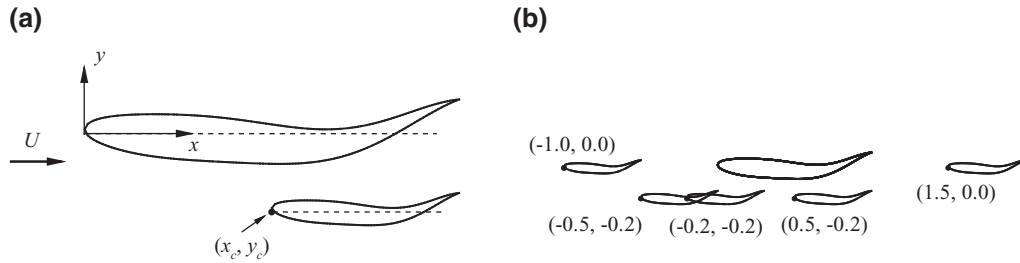 (a)
y
U
x
(x_c, y_c)
(b)
(-1.0, 0.0)
(1.5, 0.0)
(-0.5, -0.2)
(-0.2, -0.2)
(0.5, -0.2)